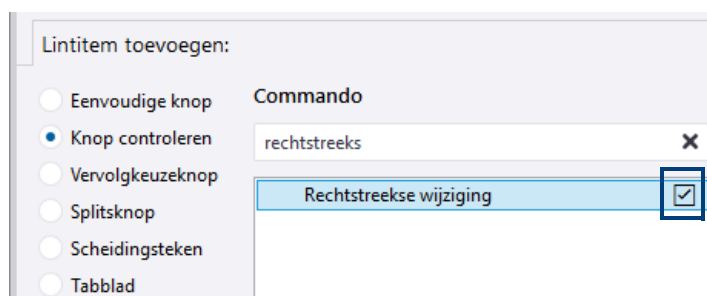 Lintitem toevoegen:
Eenvoudige knop
Knop controleren
Vervolgkeuzeknop
Splitsknop
Scheidingsteken
Tabblad
Commando
rechtstreeks
Rechtstreekse wijziging